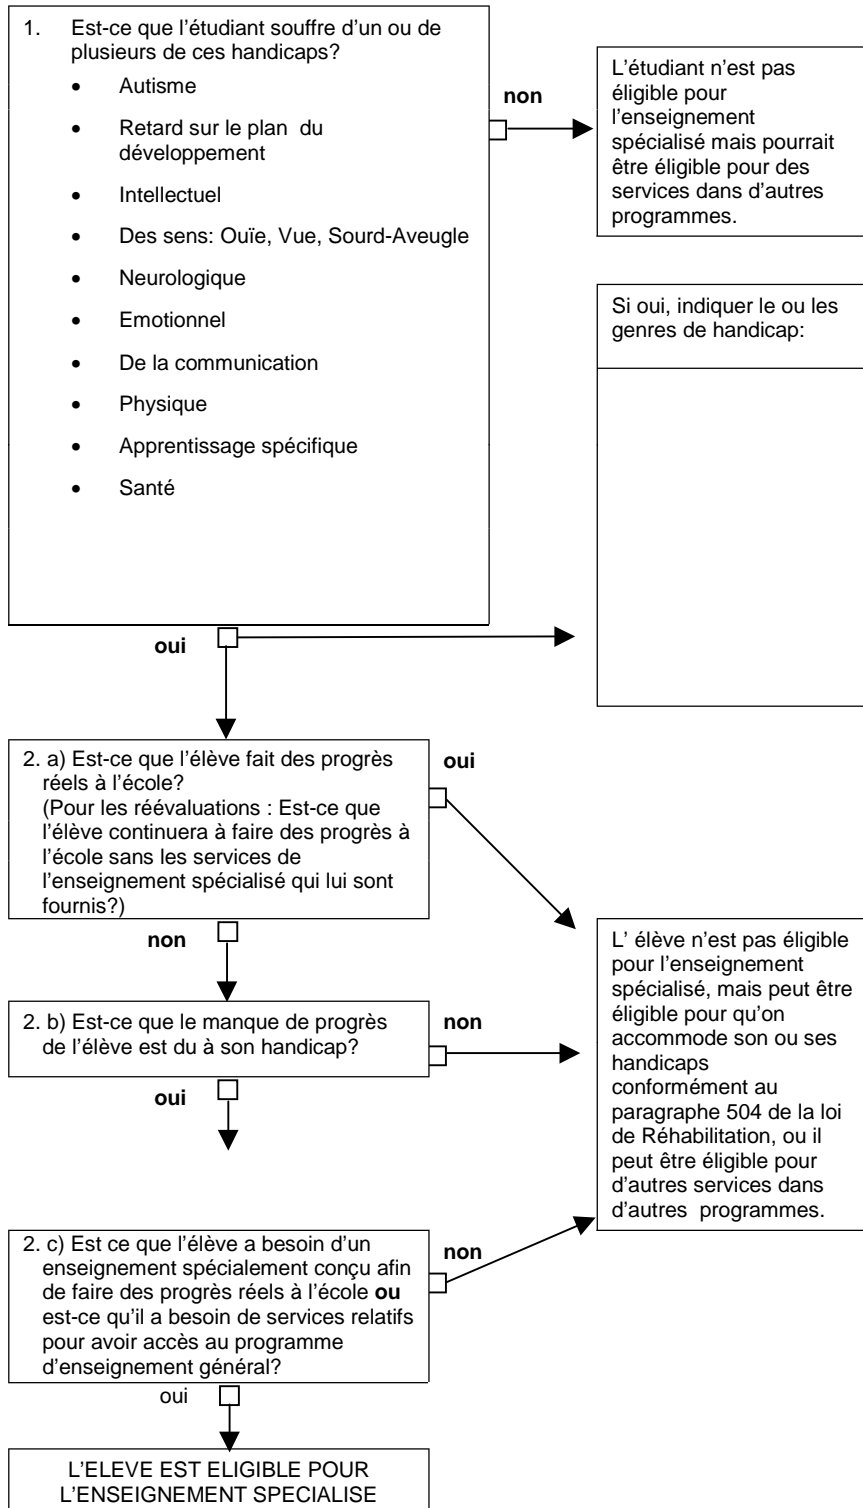 1. Est-ce que l'étudiant souffre d'un ou de
plusieurs de ces handicaps?
• Autisme
• Retard sur le plan du
développement
• Intellectuel
• Des sens: Ouïe, Vue, Sourd-Aveugle
• Neurologique
• Emotionnel
• De la communication
• Physique
• Apprentissage spécifique
• Santé
non
L'étudiant n'est pas
éligible pour
l'enseignement
spécialisé mais pourrait
être éligible pour des
services dans d'autres
programmes.
Si oui, indiquer le ou les
genres de handicap:
oui
2. a) Est-ce que l'élève fait des progrès
réels à l'école?
(Pour les réévaluations : Est-ce que
l'élève continuera à faire des progrès à
l'école sans les services de
l'enseignement spécialisé qui lui sont
fournis?)
oui
non
2. b) Est-ce que le manque de progrès
de l'élève est du à son handicap?
non
oui
L' élève n'est pas éligible
pour l'enseignement
spécialisé, mais peut être
éligible pour qu'on
accommode son ou ses
handicaps
conformément au
paragraphe 504 de la loi
de Réhabilitation, ou il
peut être éligible pour
d'autres services dans
d'autres programmes.
2. c) Est ce que l'élève a besoin d'un
enseignement spécialement conçu afin
de faire des progrès réels à l'école ou
est-ce qu'il a besoin de services relatifs
pour avoir accès au programme
d'enseignement général?
non
oui
L'ELEVE EST ELIGIBLE POUR
L'ENSEIGNEMENT SPECIALISE